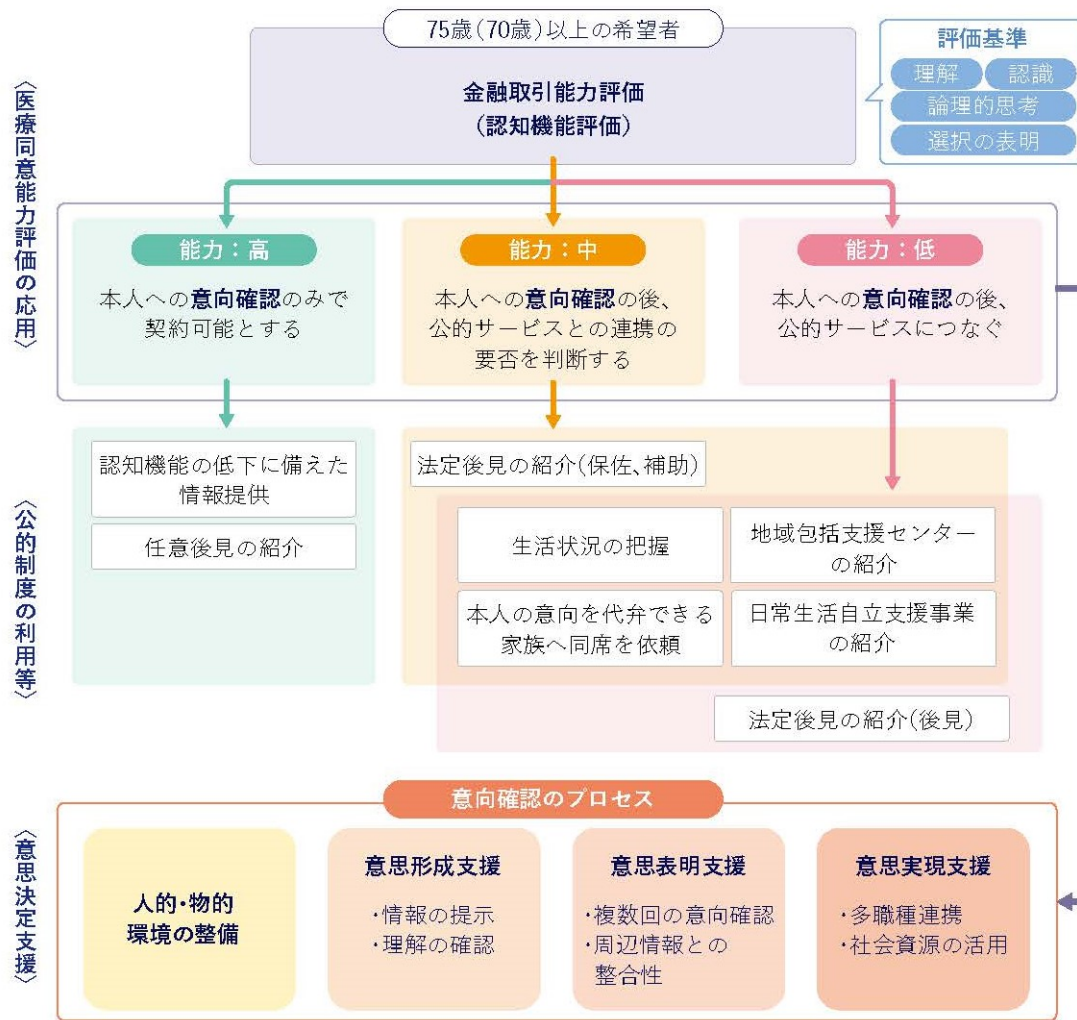 75歳(70歳)以上の希望者
金融取引能力評価
(認知機能評価)
評価基準
理解
認識
論理的思考
選択の表明
〈医療同意能力評価の応用〉
能力：高
本人への意向確認のみで
契約可能とする
能力：中
本人への意向確認の後、
公的サービスとの連携の
要否を判断する
能力：低
本人への意向確認の後、
公的サービスにつなぐ
〈公的制度の利用等〉
認知機能の低下に備えた
情報提供
任意後見の紹介
法定後見の紹介(保佐、補助)
生活状況の把握
地域包括支援センター
の紹介
本人の意向を代弁できる
家族へ同席を依頼
日常生活自立支援事業
の紹介
法定後見の紹介(後見)
〈意思決定支援〉
意向確認のプロセス
人的・物的
環境の整備
意思形成支援
・情報の提示
・理解の確認
意思表明支援
・複数回の意向確認
・周辺情報との
整合性
意思実現支援
・多職種連携
・社会資源の活用